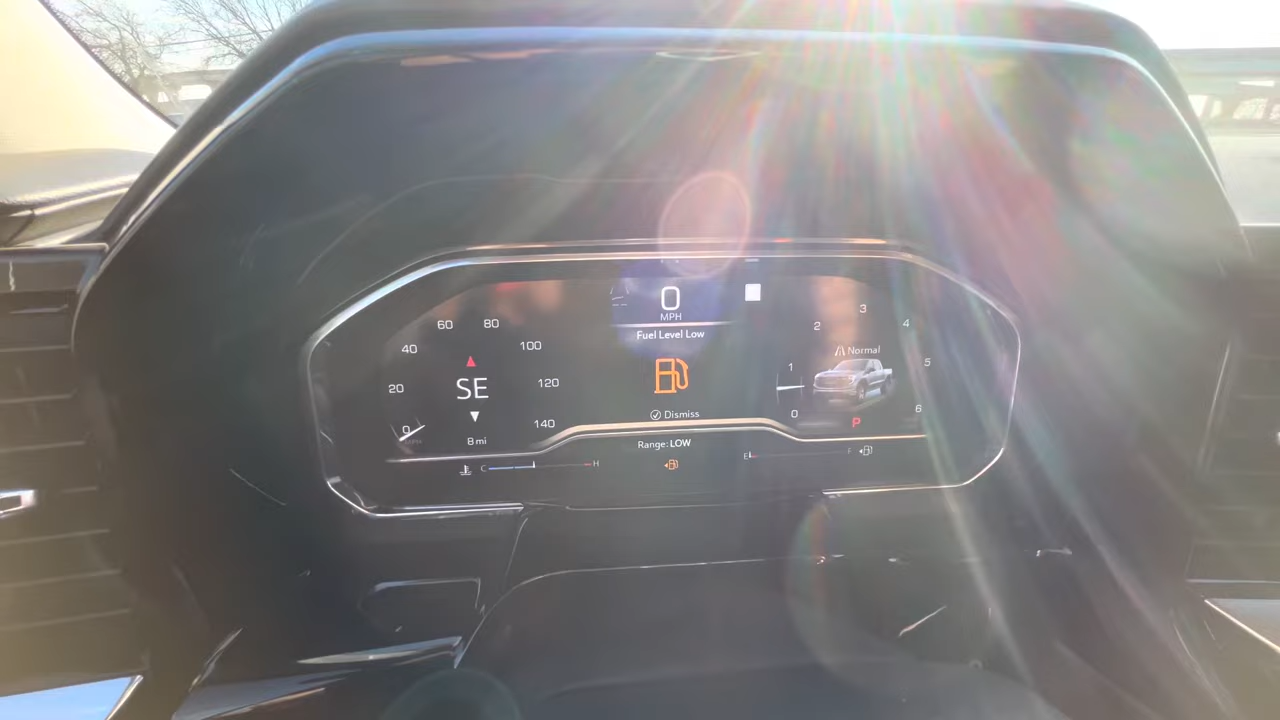 0
MPH
Fuel Level Low
Dismiss
Range: LOW
0
20
40
60
80
100
120
140
SE
8 mi
C
H
E
F
0
1
2
3
4
5
6
Normal
P